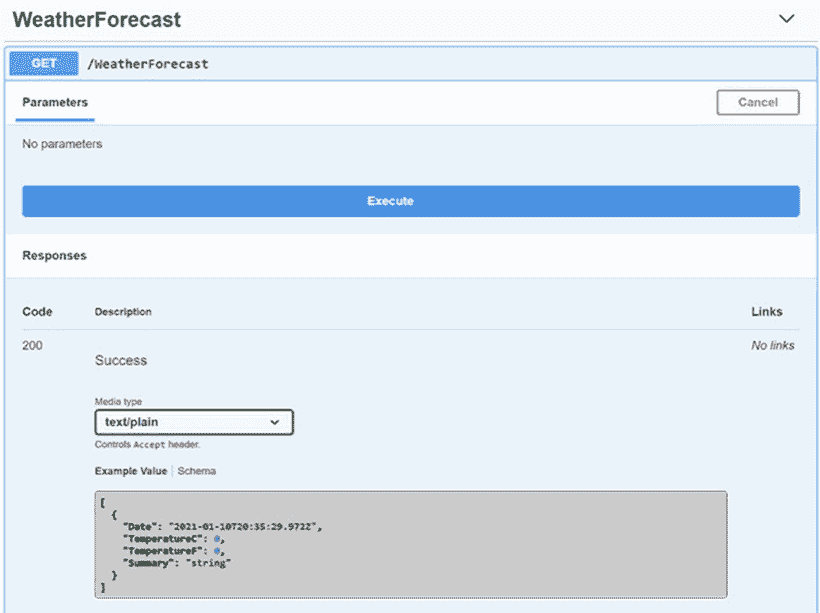 WeatherForecast
GET /WeatherForecast
Parameters Cancel
No parameters
Execute
Responses
Code Description Links
200 Success No links
Media type
text/plain
Controls Accept header.
Example Value | Schema
[
{
"Date": "2021-01-10T20:35:29.972Z",
"TemperatureC": 0,
"TemperatureF": 0,
"Summary": "string"
}
]